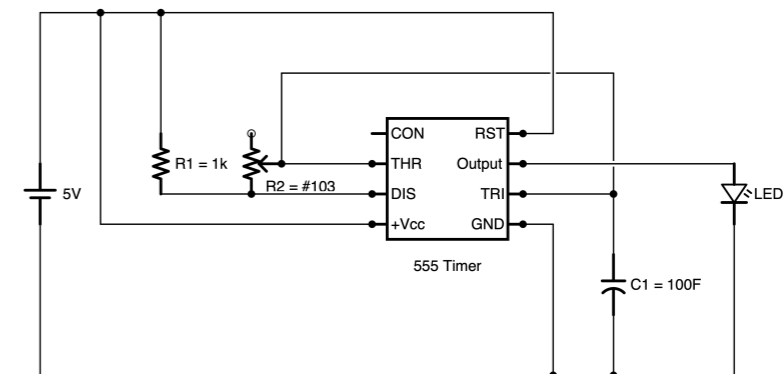 CON
RST
R1 = 1k
THR
Output
R2 = #103
5V
DIS
TRI
LED
+Vcc
GND
555 Timer
C1 = 100F